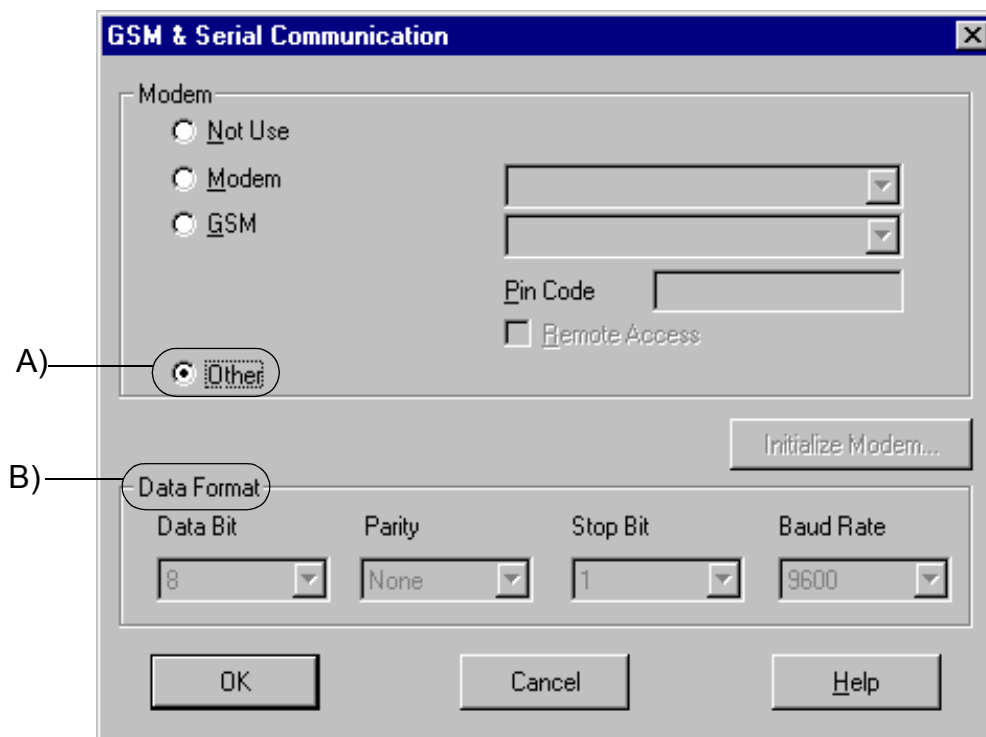 GSM & Serial Communication
Modem
Not Use
Modem
GSM
Pin Code
Remote Access
A)
Other
Initialize Modem...
B)
Data Format
Data Bit Parity Stop Bit Baud Rate
8 None 1 9600
OK Cancel Help